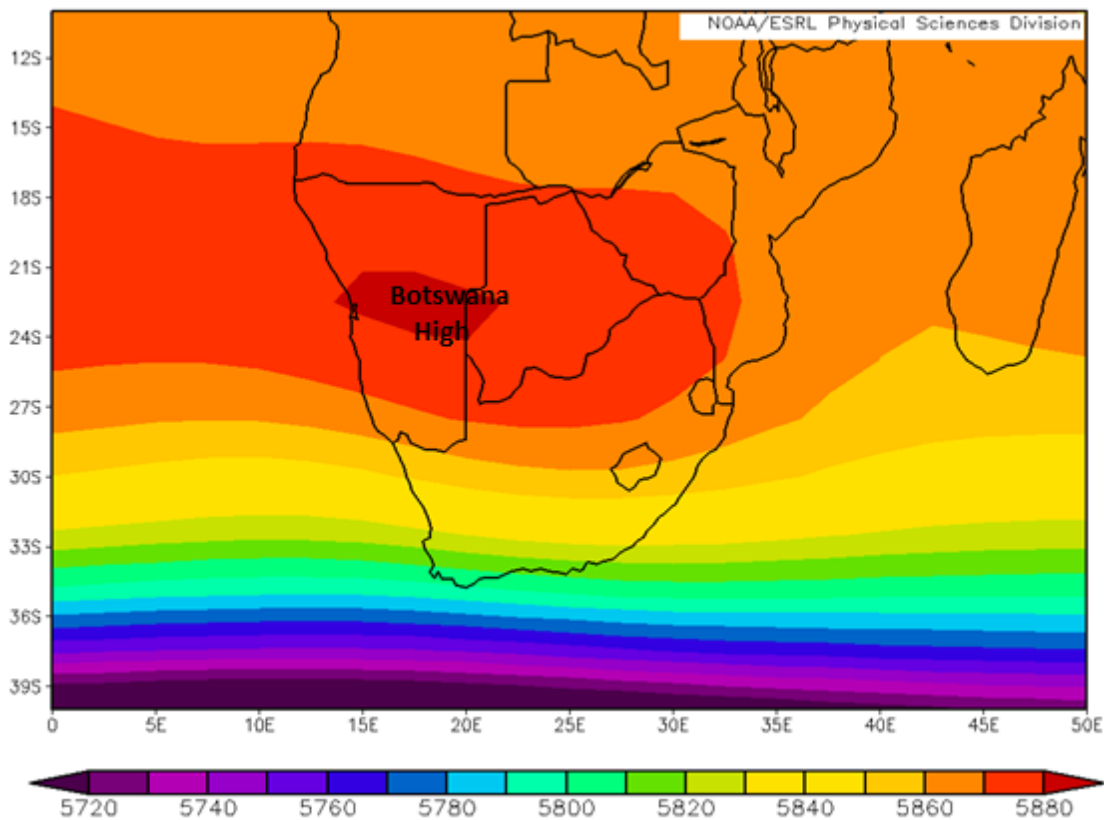 NOAA/ESRL Physical Sciences Division
12S
15S
18S
21S
Botswana
High
24S
27S
30S
33S
36S
39S
0 5E 10E 15E 20E 25E 30E 35E 40E 45E 50E
5720 5740 5760 5780 5800 5820 5840 5860 5880